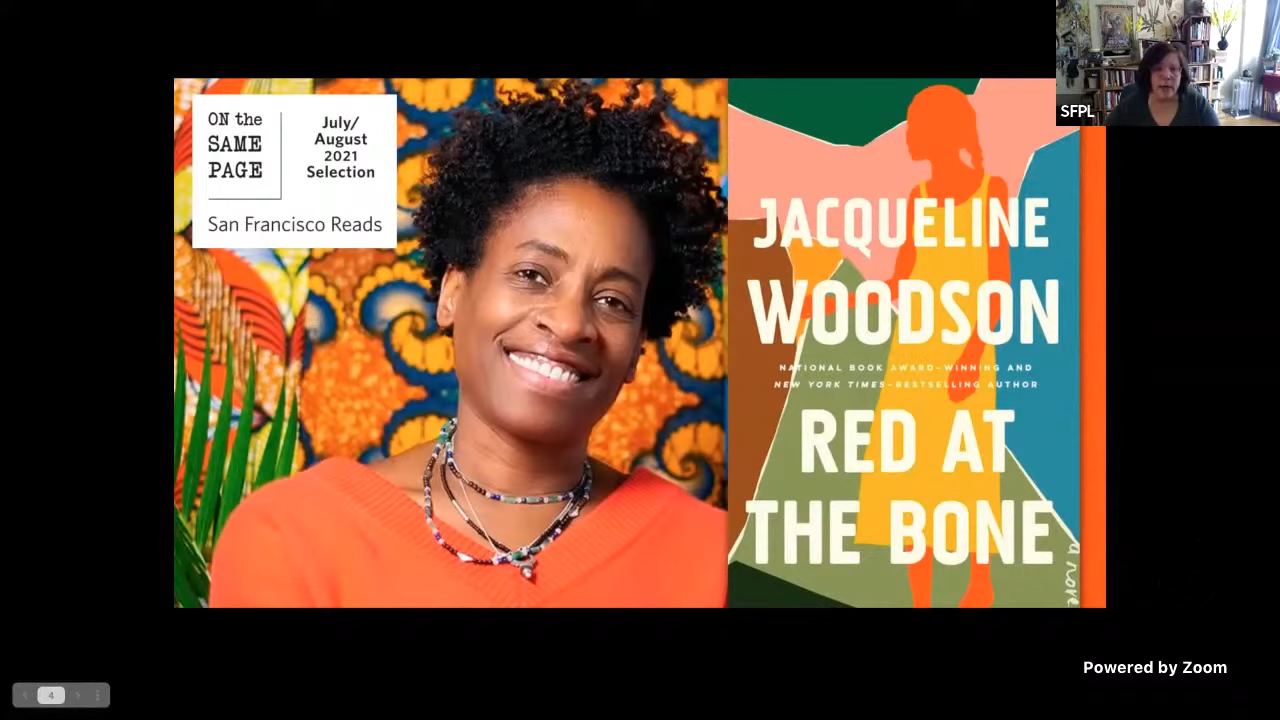 ON the
SAME
PAGE
July/
August
2021
Selection
San Francisco Reads
JACQUELINE
WOODSON
NATIONAL BOOK AWARD–WINNING AND
NEW YORK TIMES–BESTSELLING AUTHOR
RED AT
THE BONE
a nove
SFPL
Powered by Zoom
4